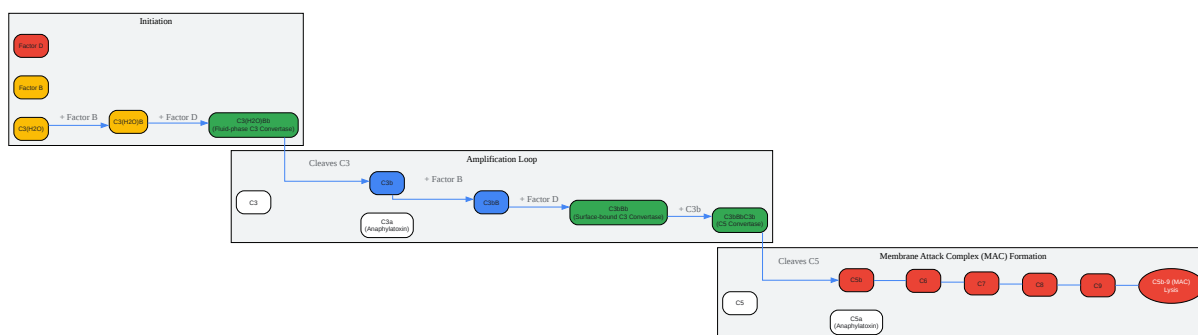 Initiation
Factor D
Factor B
C3(H2O)
+ Factor B
C3(H2O)B
+ Factor D
C3(H2O)Bb
(Fluid-phase C3 Convertase)
Amplification Loop
Cleaves C3
C3
C3b
C3a
(Anaphylatoxin)
+ Factor B
C3bB
+ Factor D
C3bBb
(Surface-bound C3 Convertase)
+ C3b
C3bBbC3b
(C5 Convertase)
Membrane Attack Complex (MAC) Formation
Cleaves C5
C5
C5b
C5a
(Anaphylatoxin)
C6
C7
C8
C9
C5b-9 (MAC)
Lysis